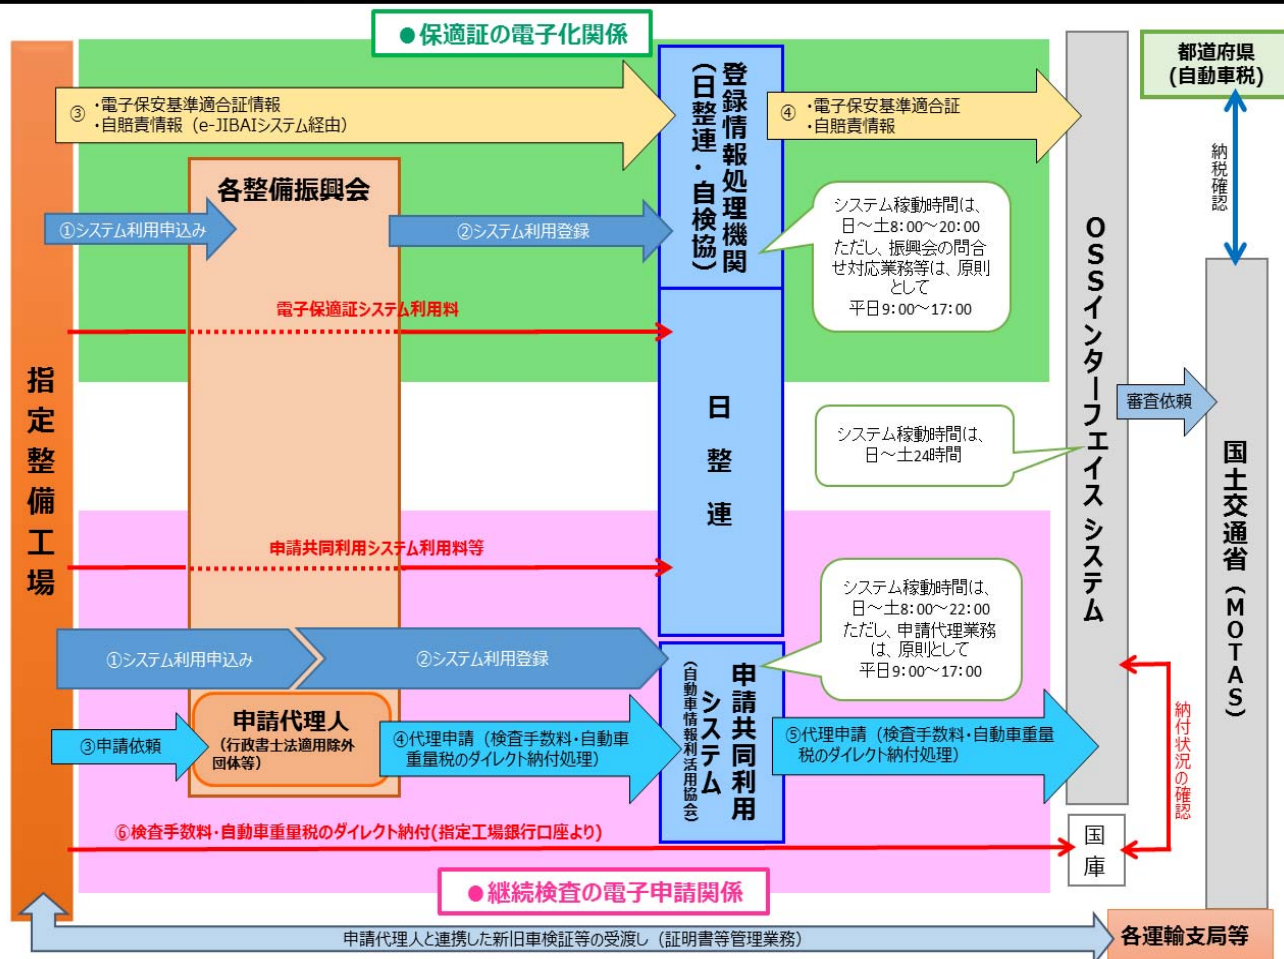 ●保適証の電子化関係
都道府県
(自動車税)
納税確認
③
・電子保安基準適合証情報
・自賠責情報（e-JIBAIシステム経由）
登録情報処理機関
（日整連・自検協）
④
・電子保安基準適合証
・自賠責情報
各整備振興会
①システム利用申込み
②システム利用登録
システム稼動時間は、
日～土8:00～20:00
ただし、振興会の問合
せ対応業務等は、原則
として
平日9:00～17:00
電子保適証システム利用料
指定整備工場
日整連
OSSインターフェイス システム
審査依頼
システム稼動時間は、
日～土24時間
国土交通省（MOTAS）
申請共同利用システム利用料等
システム稼動時間は、
日～土8:00～22:00
ただし、申請代理業務
は、原則として
平日9:00～17:00
①システム利用申込み
②システム利用登録
申請共同利用
システム
（自動車情報利活用協会）
③申請依頼
申請代理人
（行政書士法適用除外
団体等）
④代理申請（検査手数料・自動車
重量税のダイレクト納付処理）
⑤代理申請（検査手数料・自動車重量
税のダイレクト納付処理）
納付状況の確認
⑥検査手数料・自動車重量税のダイレクト納付(指定工場銀行口座より)
国庫
●継続検査の電子申請関係
申請代理人と連携した新旧車検証等の受渡し（証明書等管理業務）
各運輸支局等